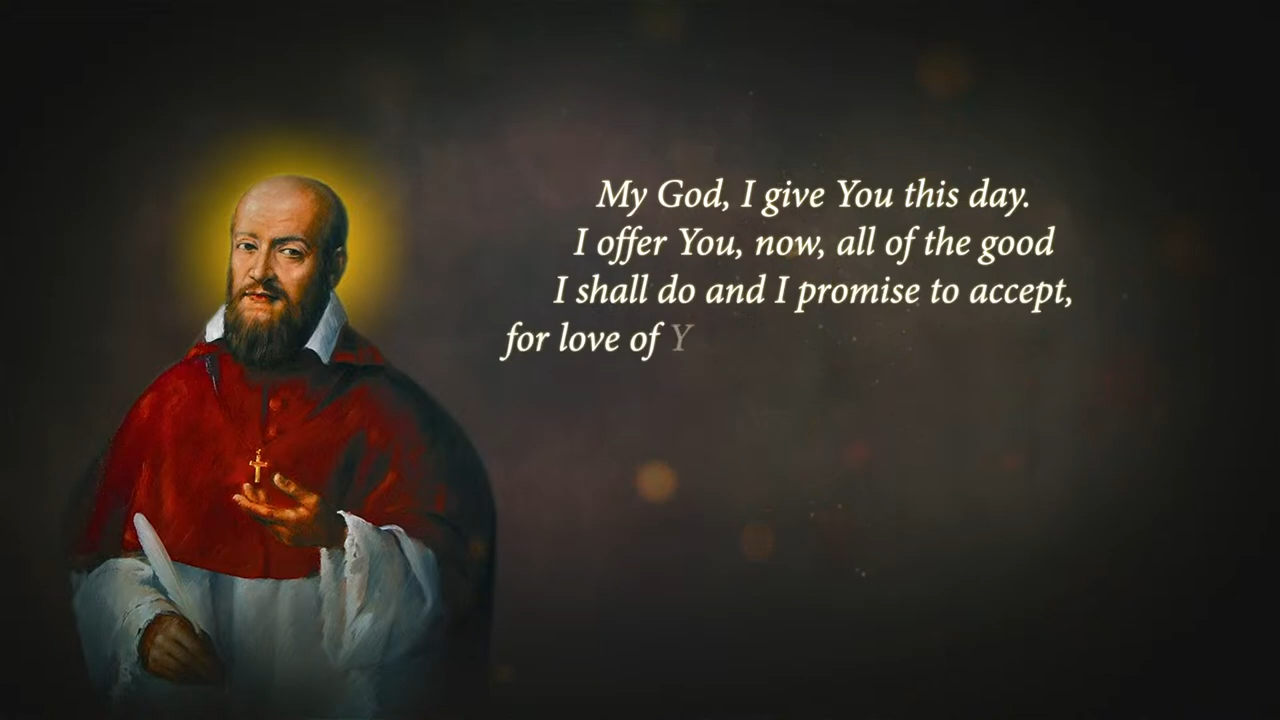 My God, I give You this day.
I offer You, now, all of the good
I shall do and I promise to accept,
for love of Y